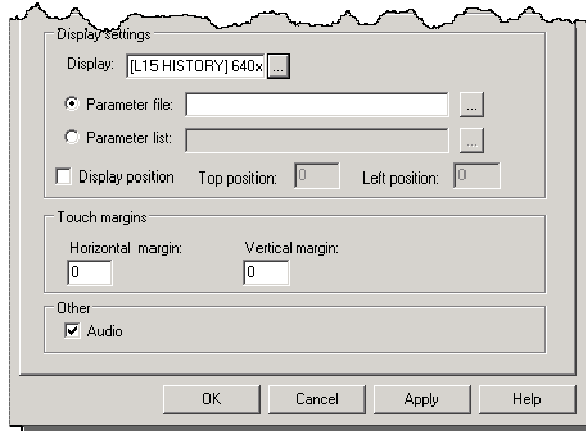 Display settings
Display: [L15 HISTORY] 640x ...
Parameter file: ...
Parameter list: ...
Display position Top position: 0 Left position: 0
Touch margins
Horizontal margin: Vertical margin:
0 0
Other
Audio
OK Cancel Apply Help